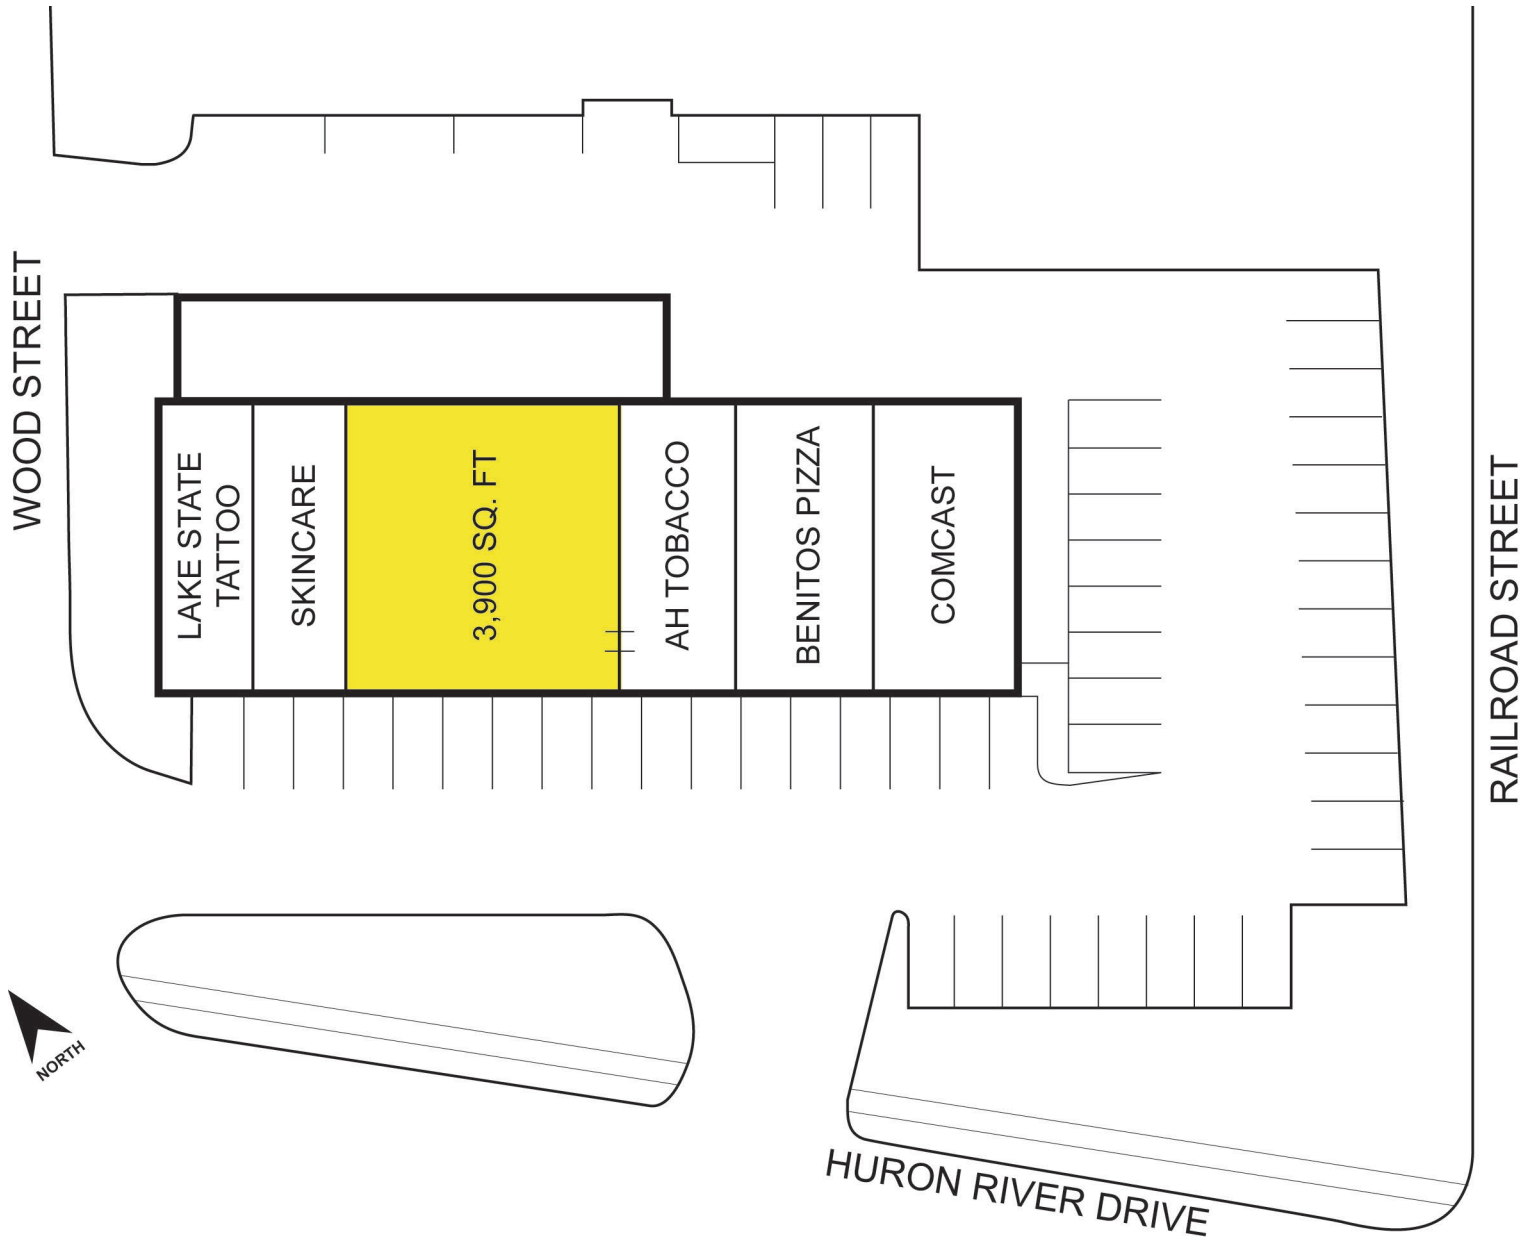 WOOD STREET
LAKE STATE
TATTOO
SKINCARE
3,900 SQ. FT
AH TOBACCO
BENITOS PIZZA
COMCAST
RAILROAD STREET
NORTH
HURON RIVER DRIVE